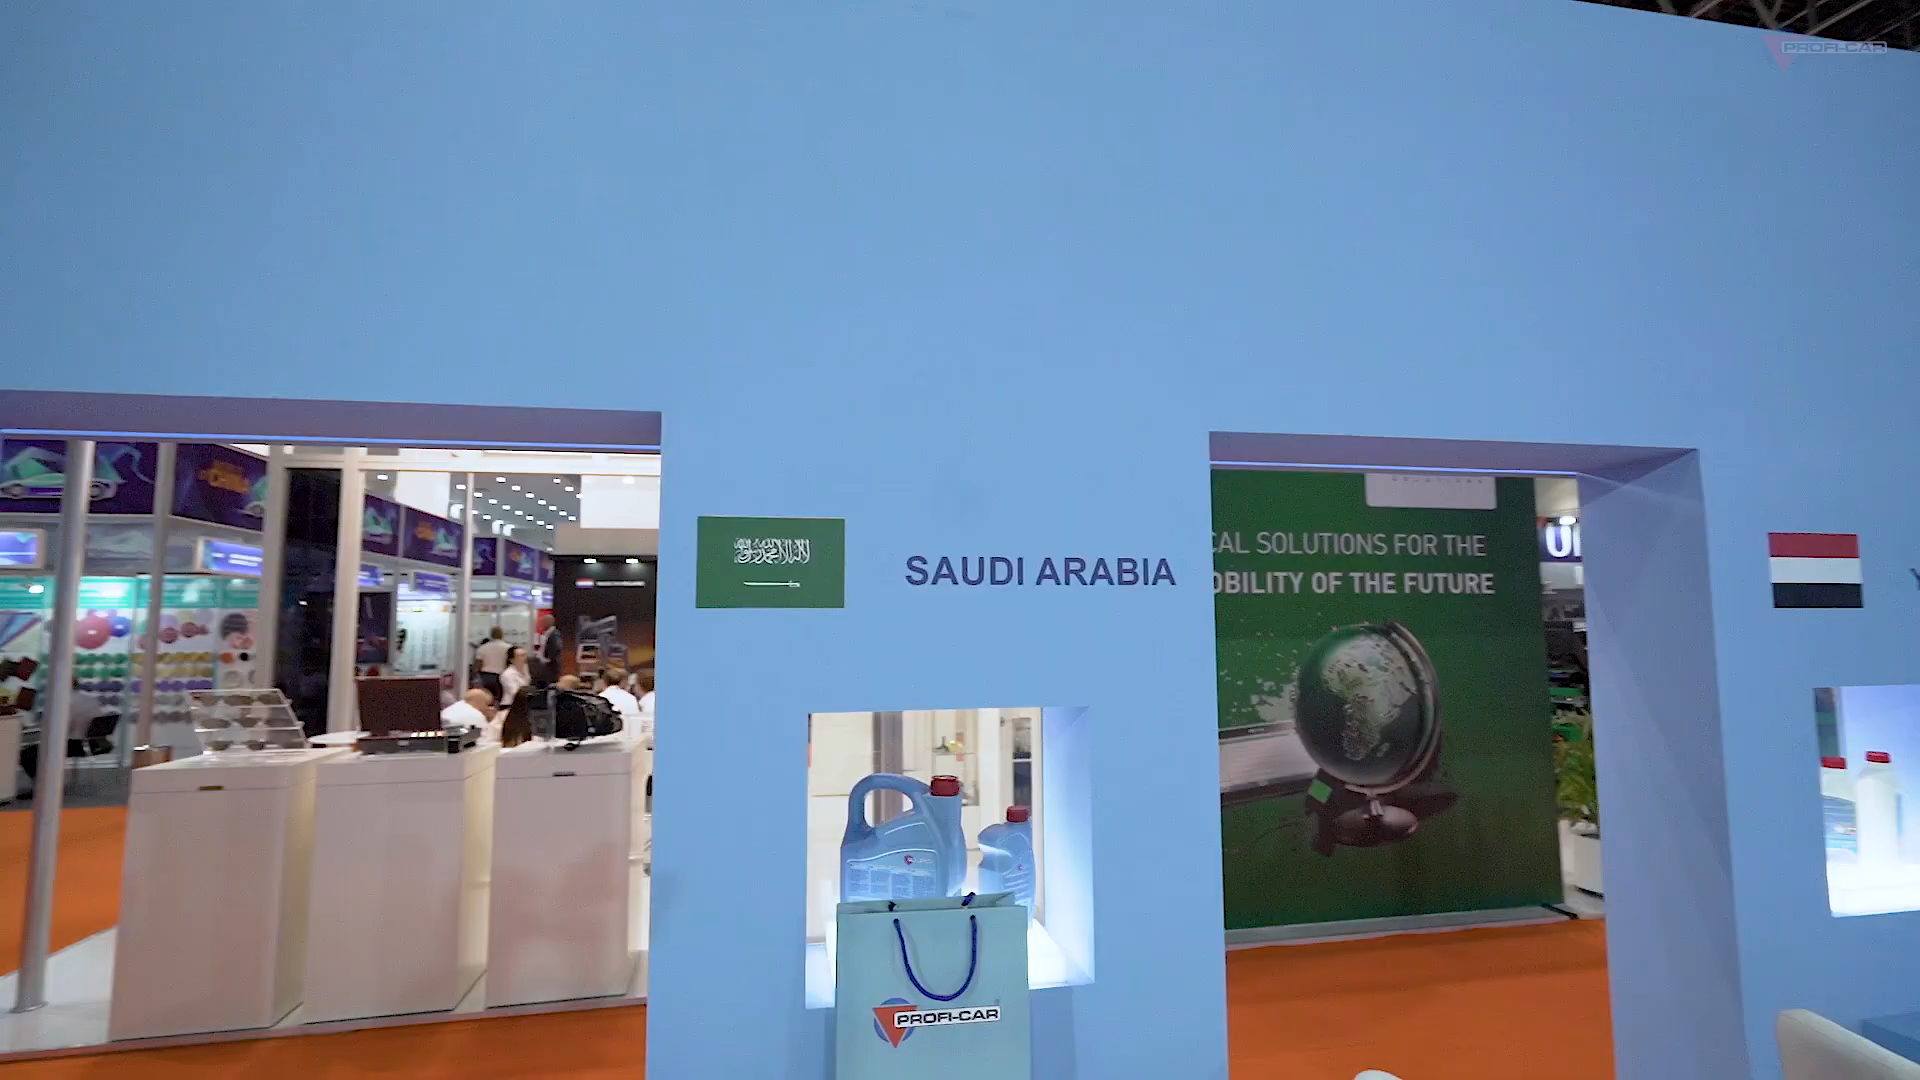 PROFI-CAR
لا إله إلا الله محمد رسول الله
SAUDI ARABIA
CAL SOLUTIONS FOR THE
OBILITY OF THE FUTURE
PROFI-CAR